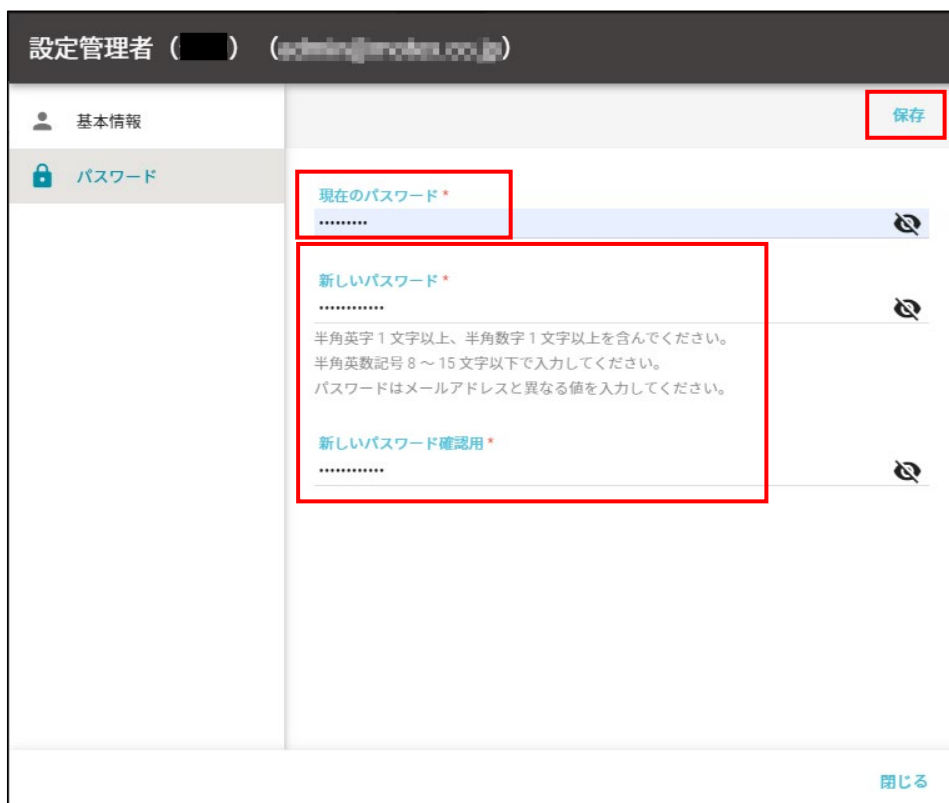 設定管理者（　）（　）
基本情報
保存
パスワード
現在のパスワード *
•••••••••
新しいパスワード *
••••••••••••
半角英字 1 文字以上、半角数字 1 文字以上を含んでください。
半角英数記号 8 ～ 15 文字以下で入力してください。
パスワードはメールアドレスと異なる値を入力してください。
新しいパスワード確認用 *
••••••••••••
閉じる